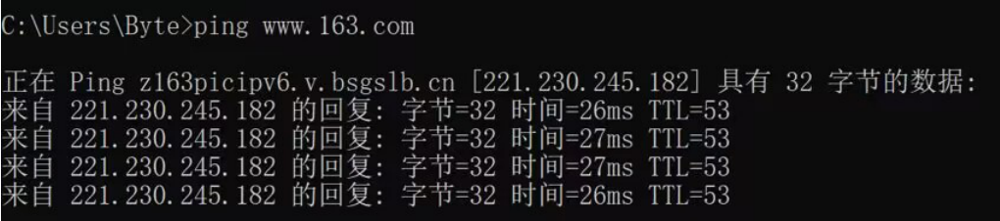 C:\Users\Byte>ping www.163.com
正在 Ping z163picipv6.v.bsgslb.cn [221.230.245.182] 具有 32 字节的数据:
来自 221.230.245.182 的回复: 字节=32 时间=26ms TTL=53
来自 221.230.245.182 的回复: 字节=32 时间=27ms TTL=53
来自 221.230.245.182 的回复: 字节=32 时间=27ms TTL=53
来自 221.230.245.182 的回复: 字节=32 时间=26ms TTL=53